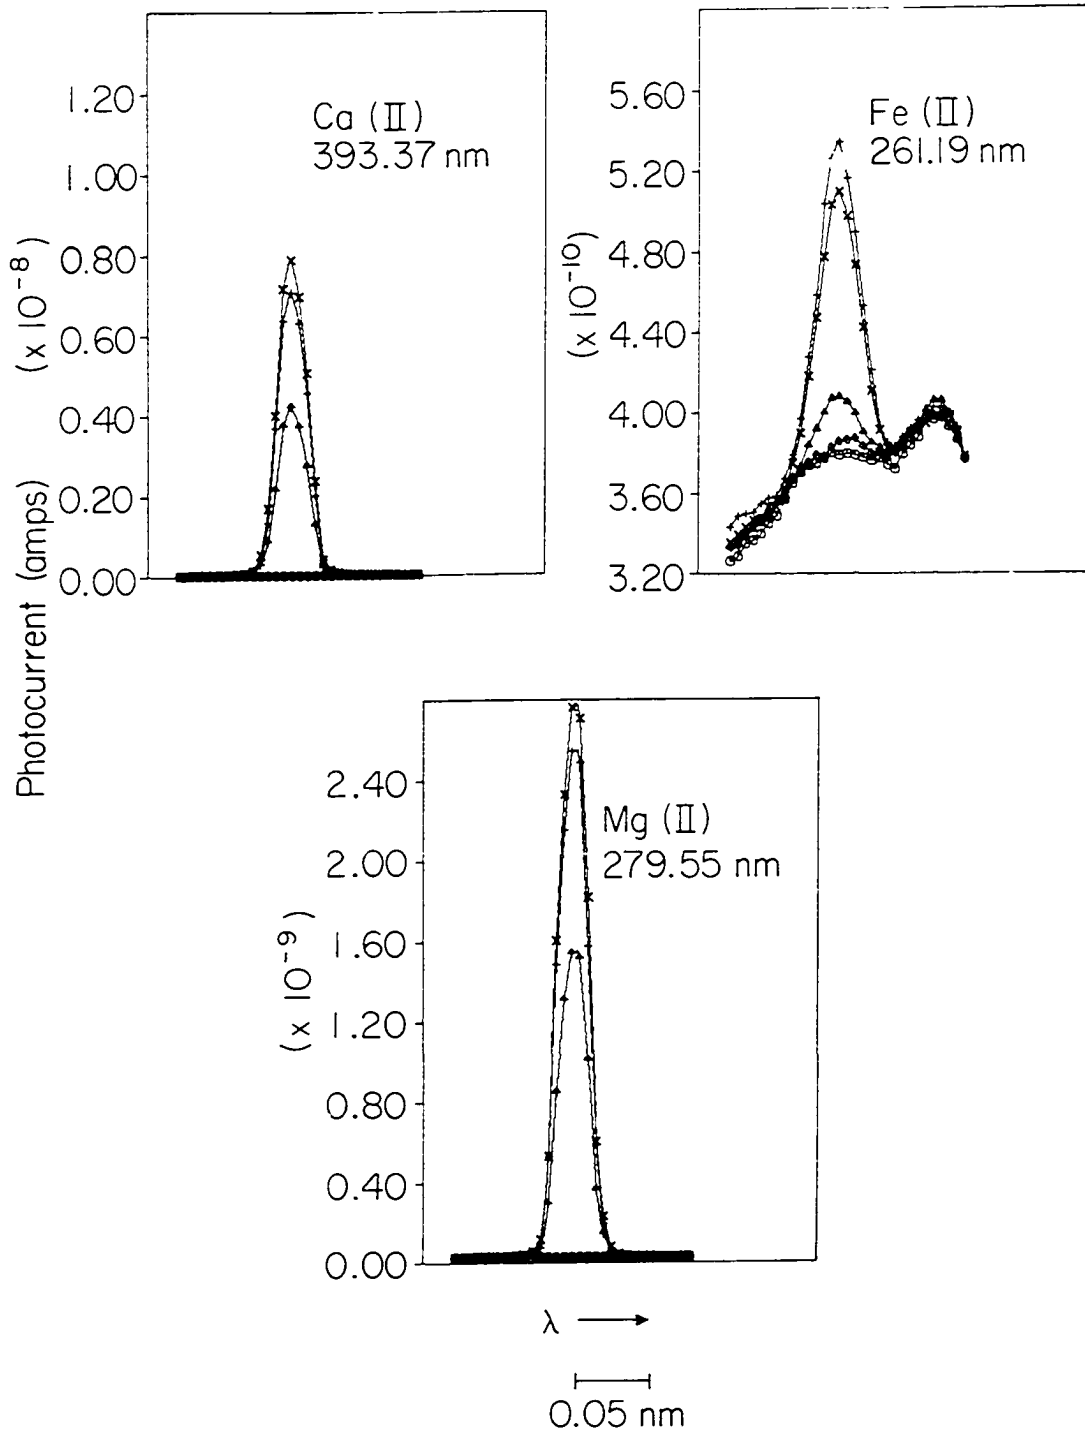 Photocurrent (amps)
(x 10⁻⁸)
1.20
1.00
0.80
0.60
0.40
0.20
0.00
Ca (II)
393.37 nm
(x 10⁻¹⁰)
5.60
5.20
4.80
4.40
4.00
3.60
3.20
Fe (II)
261.19 nm
(x 10⁻⁹)
2.40
2.00
1.60
1.20
0.80
0.40
0.00
Mg (II)
279.55 nm
λ
0.05 nm